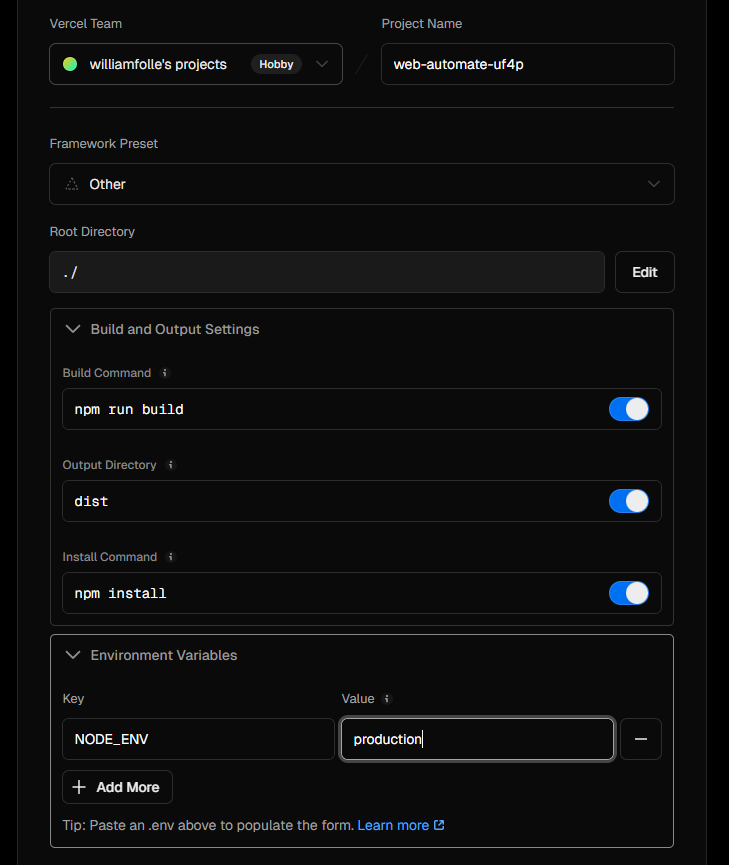 Vercel Team
Project Name
williamfolle's projects Hobby
web-automate-uf4p
Framework Preset
Other
Root Directory
./
Edit
Build and Output Settings
Build Command
npm run build
Output Directory
dist
Install Command
npm install
Environment Variables
Key
Value
NODE_ENV
production
Add More
Tip: Paste an .env above to populate the form. Learn more